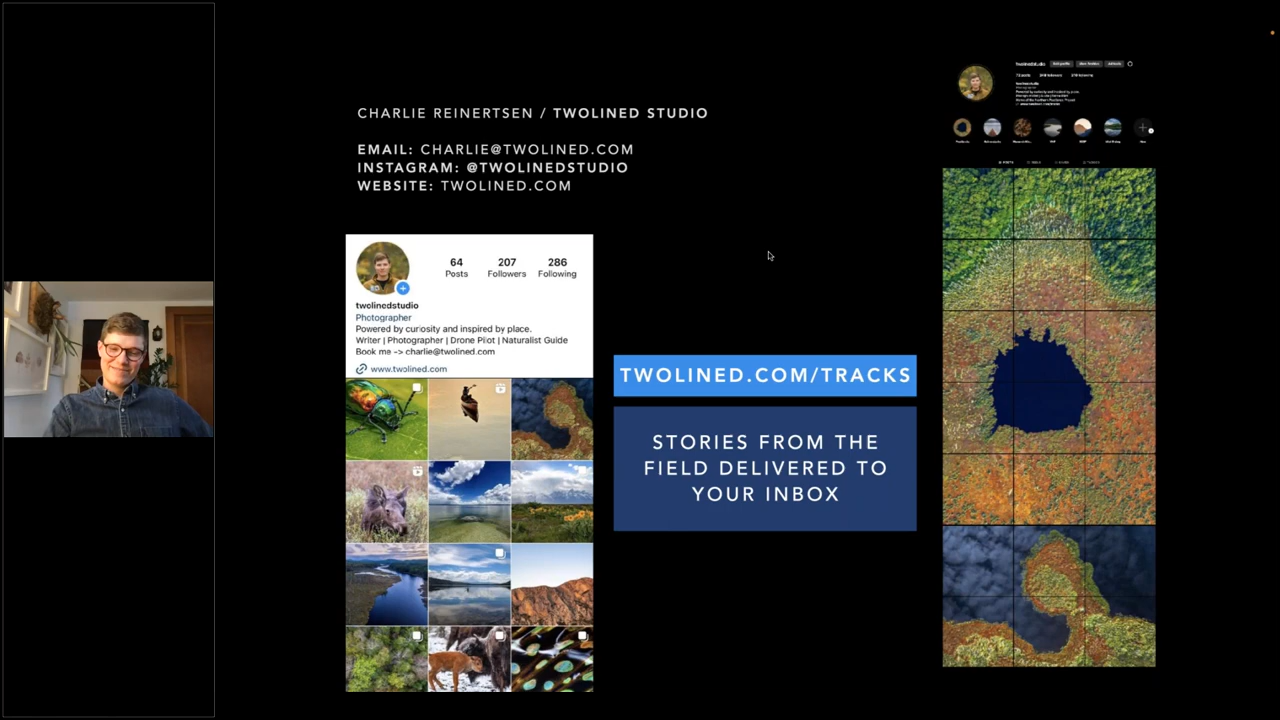 CHARLIE REINERTSEN / TWOLINED STUDIO
EMAIL: CHARLIE@TWOLINED.COM
INSTAGRAM: @TWOLINEDSTUDIO
WEBSITE: TWOLINED.COM
64 207 286
Posts Followers Following
twolinedstudio
Photographer
Powered by curiosity and inspired by place.
Writer | Photographer | Drone Pilot | Naturalist Guide
Book me -> charlie@twolined.com
www.twolined.com
TWOLINED.COM/TRACKS
STORIES FROM THE
FIELD DELIVERED TO
YOUR INBOX
twolinedstudio